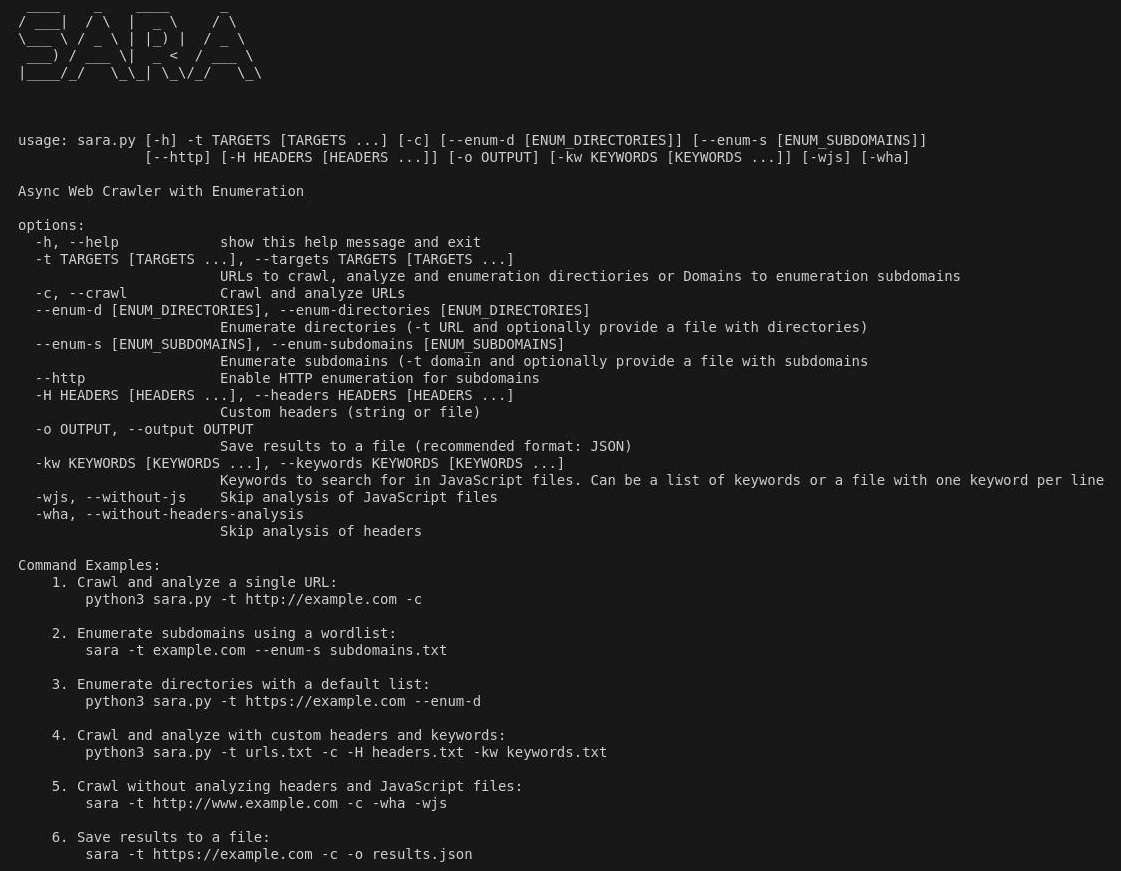 SARA
usage: sara.py [-h] -t TARGETS [TARGETS ...] [-c] [--enum-d [ENUM_DIRECTORIES]] [--enum-s [ENUM_SUBDOMAINS]]
[--http] [-H HEADERS [HEADERS ...]] [-o OUTPUT] [-kw KEYWORDS [KEYWORDS ...]] [-wjs] [-wha]
Async Web Crawler with Enumeration
options:
-h, --help show this help message and exit
-t TARGETS [TARGETS ...], --targets TARGETS [TARGETS ...]
URLs to crawl, analyze and enumeration directiories or Domains to enumeration subdomains
-c, --crawl Crawl and analyze URLs
--enum-d [ENUM_DIRECTORIES], --enum-directories [ENUM_DIRECTORIES]
Enumerate directories (-t URL and optionally provide a file with directories)
--enum-s [ENUM_SUBDOMAINS], --enum-subdomains [ENUM_SUBDOMAINS]
Enumerate subdomains (-t domain and optionally provide a file with subdomains
--http Enable HTTP enumeration for subdomains
-H HEADERS [HEADERS ...], --headers HEADERS [HEADERS ...]
Custom headers (string or file)
-o OUTPUT, --output OUTPUT
Save results to a file (recommended format: JSON)
-kw KEYWORDS [KEYWORDS ...], --keywords KEYWORDS [KEYWORDS ...]
Keywords to search for in JavaScript files. Can be a list of keywords or a file with one keyword per line
-wjs, --without-js Skip analysis of JavaScript files
-wha, --without-headers-analysis
Skip analysis of headers
Command Examples:
1. Crawl and analyze a single URL:
python3 sara.py -t http://example.com -c
2. Enumerate subdomains using a wordlist:
sara -t example.com --enum-s subdomains.txt
3. Enumerate directories with a default list:
python3 sara.py -t https://example.com --enum-d
4. Crawl and analyze with custom headers and keywords:
python3 sara.py -t urls.txt -c -H headers.txt -kw keywords.txt
5. Crawl without analyzing headers and JavaScript files:
sara -t http://www.example.com -c -wha -wjs
6. Save results to a file:
sara -t https://example.com -c -o results.json